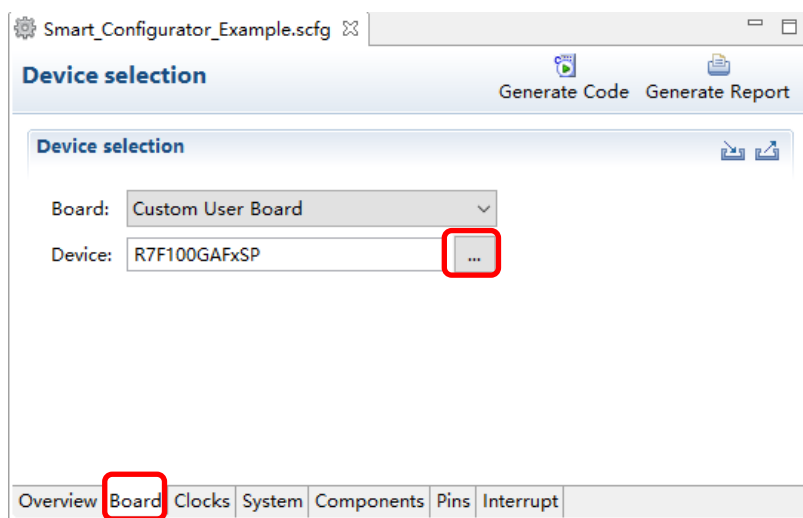 Smart_Configurator_Example.scfg
Device selection
Generate Code Generate Report
Device selection
Board: Custom User Board
Device: R7F100GAFxSP ...
Overview Board Clocks System Components Pins Interrupt